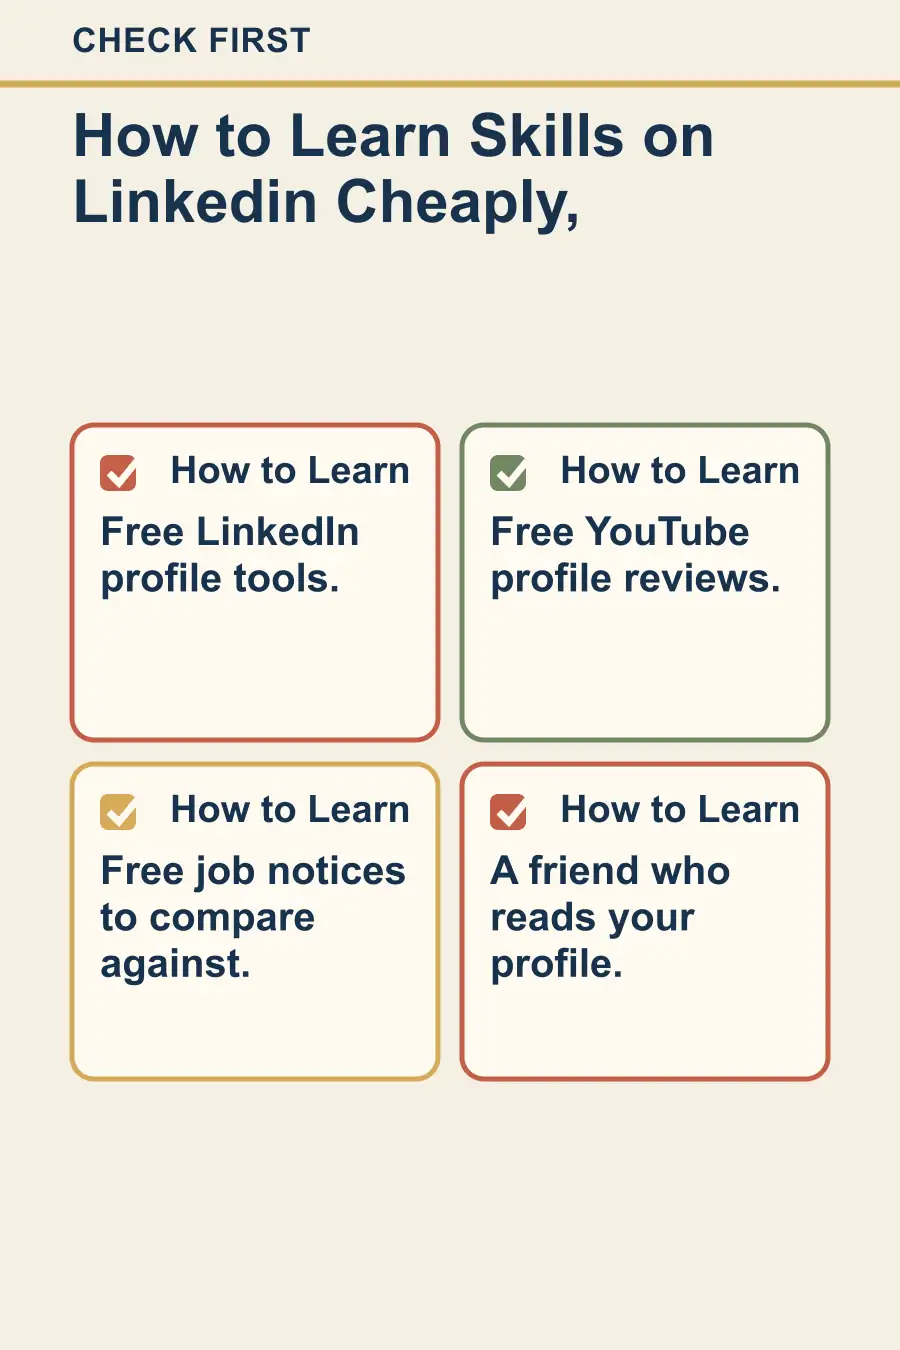 CHECK FIRST
How to Learn Skills on
Linkedin Cheaply,
How to Learn
Free LinkedIn
profile tools.
How to Learn
Free YouTube
profile reviews.
How to Learn
Free job notices
to compare
against.
How to Learn
A friend who
reads your
profile.